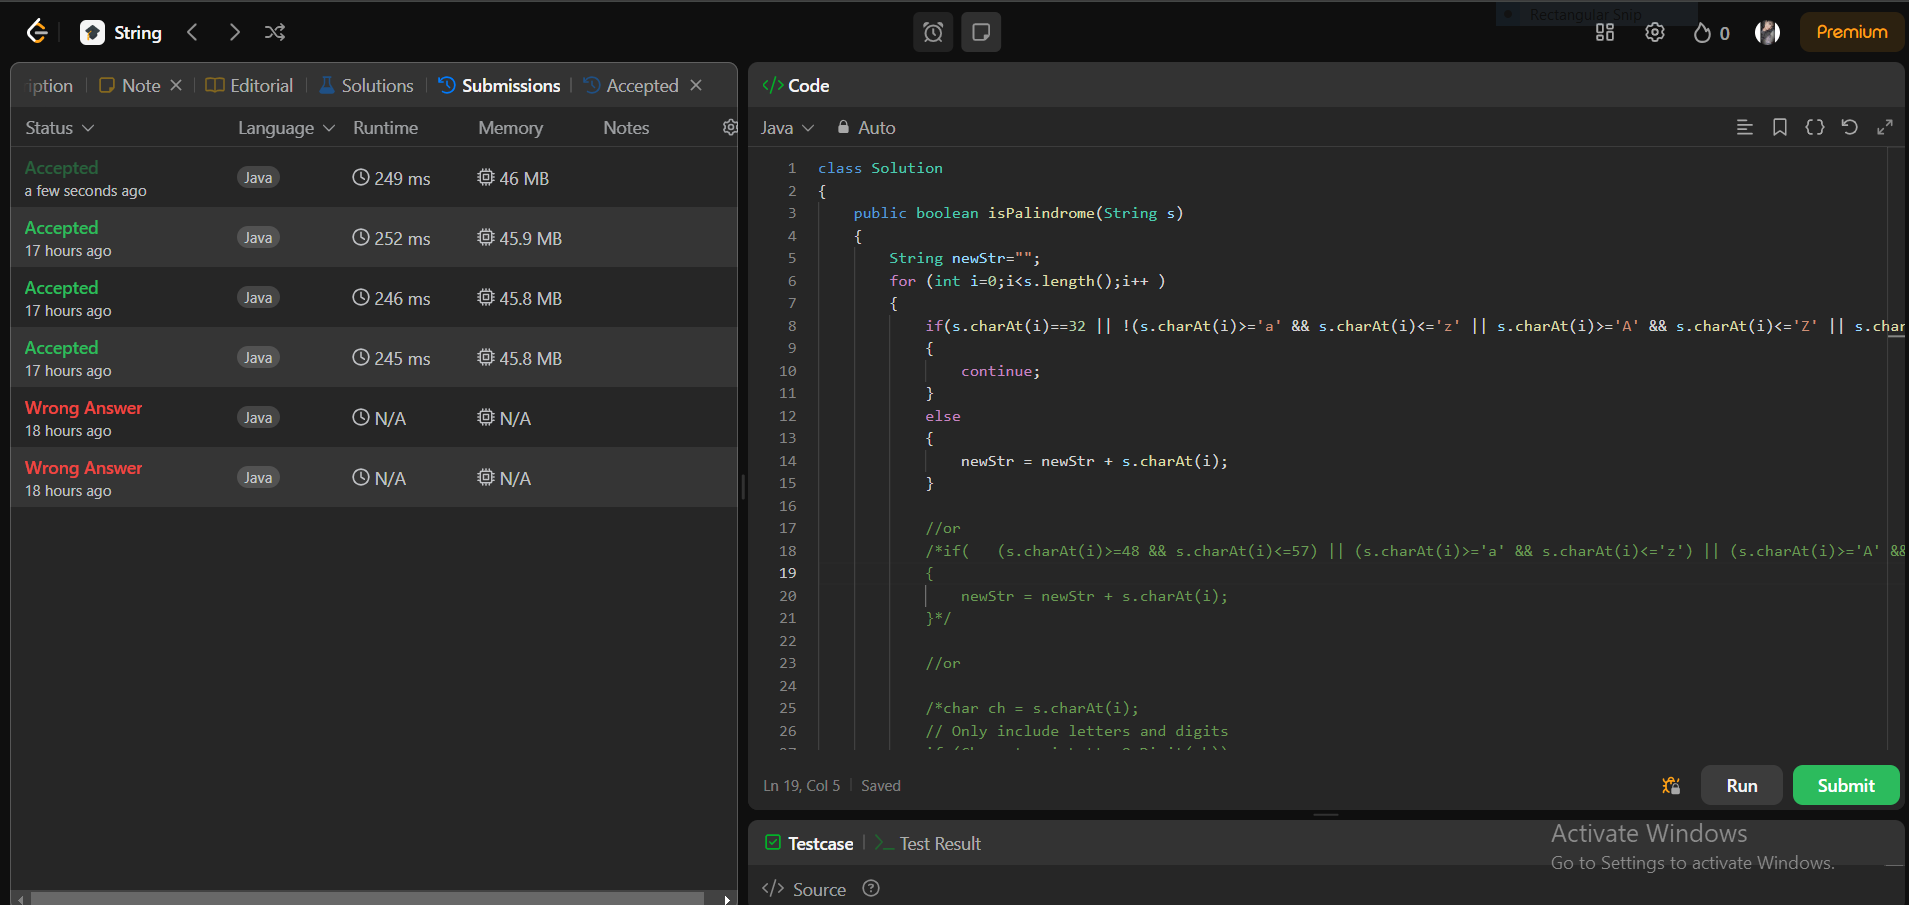 String
Rectangular Snip
0
Premium
ription
Note
Editorial
Solutions
Submissions
Accepted
Status
Language
Runtime
Memory
Notes
Accepted
a few seconds ago
Java
249 ms
46 MB
Accepted
17 hours ago
Java
252 ms
45.9 MB
Accepted
17 hours ago
Java
246 ms
45.8 MB
Accepted
17 hours ago
Java
245 ms
45.8 MB
Wrong Answer
18 hours ago
Java
N/A
N/A
Wrong Answer
18 hours ago
Java
N/A
N/A
</> Code
Java
Auto
1 class Solution
2 {
3 public boolean isPalindrome(String s)
4 {
5 String newStr="";
6 for (int i=0;i<s.length();i++ )
7 {
8 if(s.charAt(i)==32 || !(s.charAt(i)>='a' && s.charAt(i)<='z' || s.charAt(i)>='A' && s.charAt(i)<='Z' || s.char
9 {
10 continue;
11 }
12 else
13 {
14 newStr = newStr + s.charAt(i);
15 }
16
17 //or
18 /*if( (s.charAt(i)>=48 && s.charAt(i)<=57) || (s.charAt(i)>='a' && s.charAt(i)<='z') || (s.charAt(i)>='A' &&
19 {
20 newStr = newStr + s.charAt(i);
21 }*/
22
23 //or
24
25 /*char ch = s.charAt(i);
26 // Only include letters and digits
Ln 19, Col 5
Saved
Run
Submit
Testcase
Test Result
Activate Windows
Go to Settings to activate Windows.
</> Source